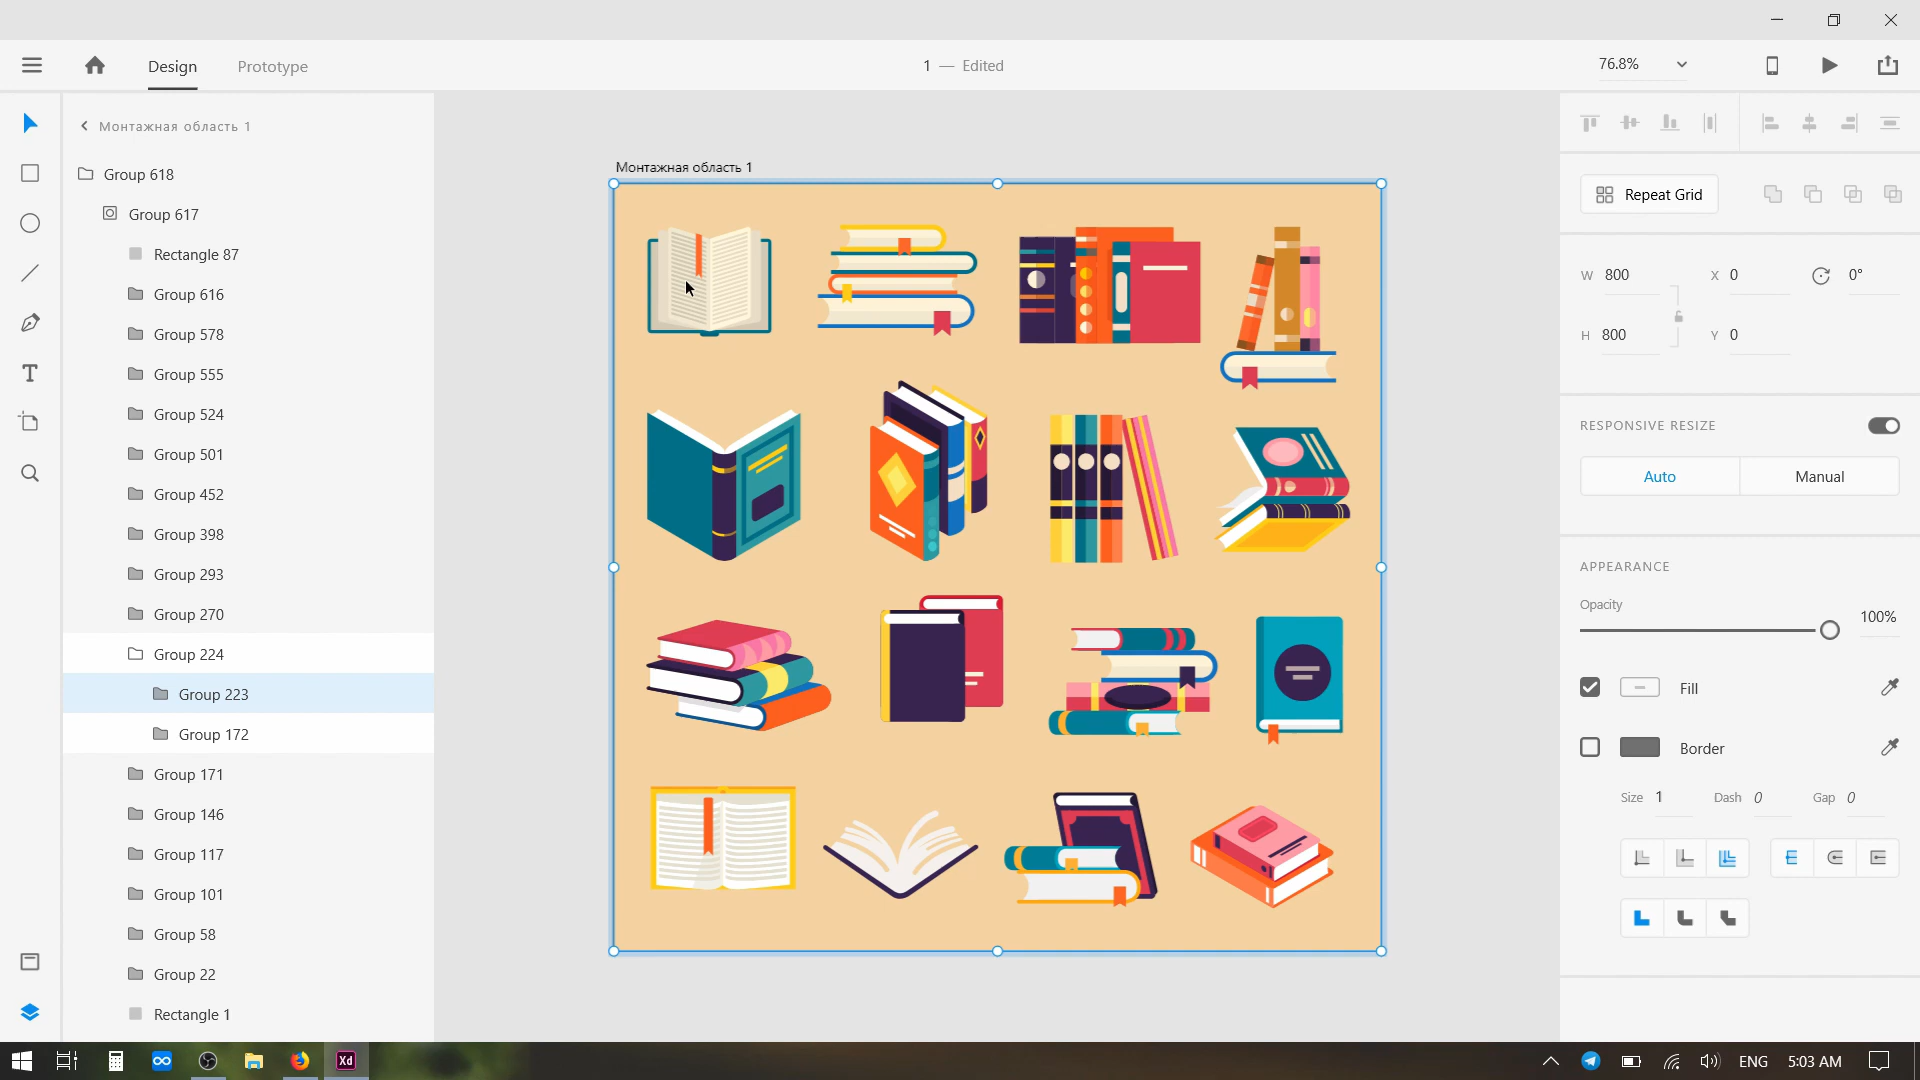 Design
Prototype
1 — Edited
76.8%
Монтажная область 1
Group 618
Group 617
Rectangle 87
Group 616
Group 578
Group 555
Group 524
Group 501
Group 452
Group 398
Group 293
Group 270
Group 224
Group 223
Group 172
Group 171
Group 146
Group 117
Group 101
Group 58
Group 22
Rectangle 1
Монтажная область 1
Repeat Grid
W 800 X 0 0°
H 800 Y 0
RESPONSIVE RESIZE
Auto Manual
APPEARANCE
Opacity
100%
Fill
Border
Size 1 Dash 0 Gap 0
Xd
ENG 5:03 AM